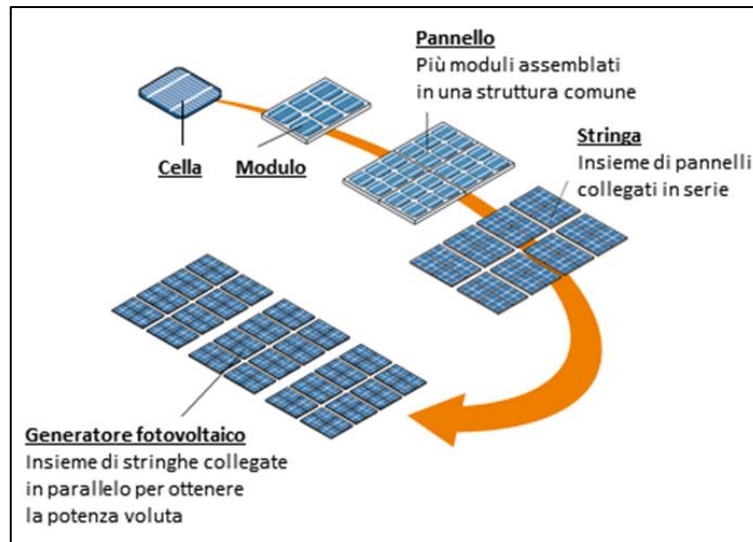 Pannello
Più moduli assemblati
in una struttura comune
Stringa
Insieme di pannelli
collegati in serie
Cella
Modulo
Generatore fotovoltaico
Insieme di stringhe collegate
in parallelo per ottenere
la potenza voluta